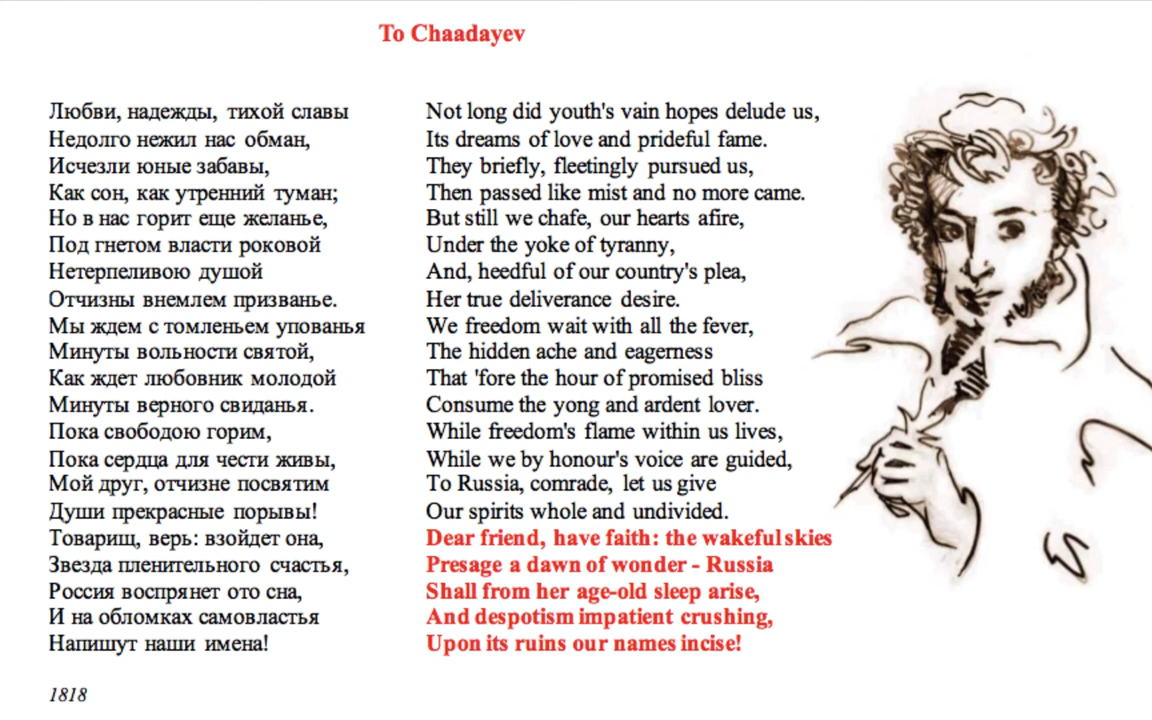 To Chaadayev
Любви, надежды, тихой славы
Недолго нежил нас обман,
Исчезли юные забавы,
Как сон, как утренний туман;
Но в нас горит еще желанье,
Под гнетом власти роковой
Нетерпеливою душой
Отчизны внемлем призванье.
Мы ждем с томленьем упованья
Минуты вольности святой,
Как ждет любовник молодой
Минуты верного свиданья.
Пока свободою горим,
Пока сердца для чести живы,
Мой друг, отчизне посвятим
Души прекрасные порывы!
Товарищ, верь: взойдет она,
Звезда пленительного счастья,
Россия воспрянет ото сна,
И на обломках самовластья
Напишут наши имена!
1818
Not long did youth's vain hopes delude us,
Its dreams of love and prideful fame.
They briefly, fleetingly pursued us,
Then passed like mist and no more came.
But still we chafe, our hearts afire,
Under the yoke of tyranny,
And, heedful of our country's plea,
Her true deliverance desire.
We freedom wait with all the fever,
The hidden ache and eagerness
That 'fore the hour of promised bliss
Consume the yong and ardent lover.
While freedom's flame within us lives,
While we by honour's voice are guided,
To Russia, comrade, let us give
Our spirits whole and undivided.
Dear friend, have faith: the wakeful skies
Presage a dawn of wonder - Russia
Shall from her age-old sleep arise,
And despotism impatient crushing,
Upon its ruins our names incise!